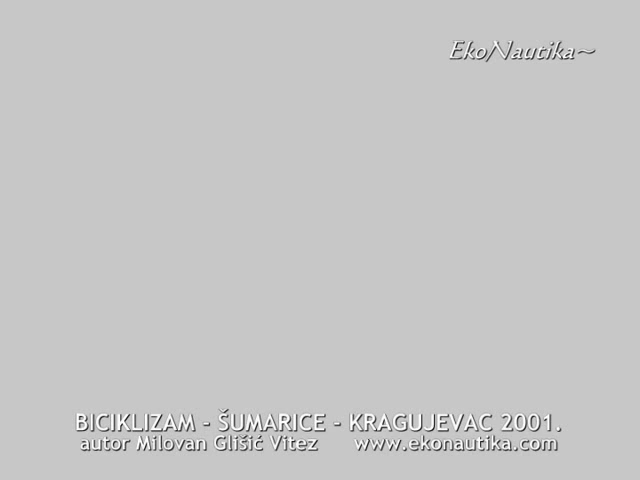 EkoNautika~
BICIKLIZAM - ŠUMARICE - KRAGUJEVAC 2001.
autor Milovan Glišić Vitez www.ekonautika.com